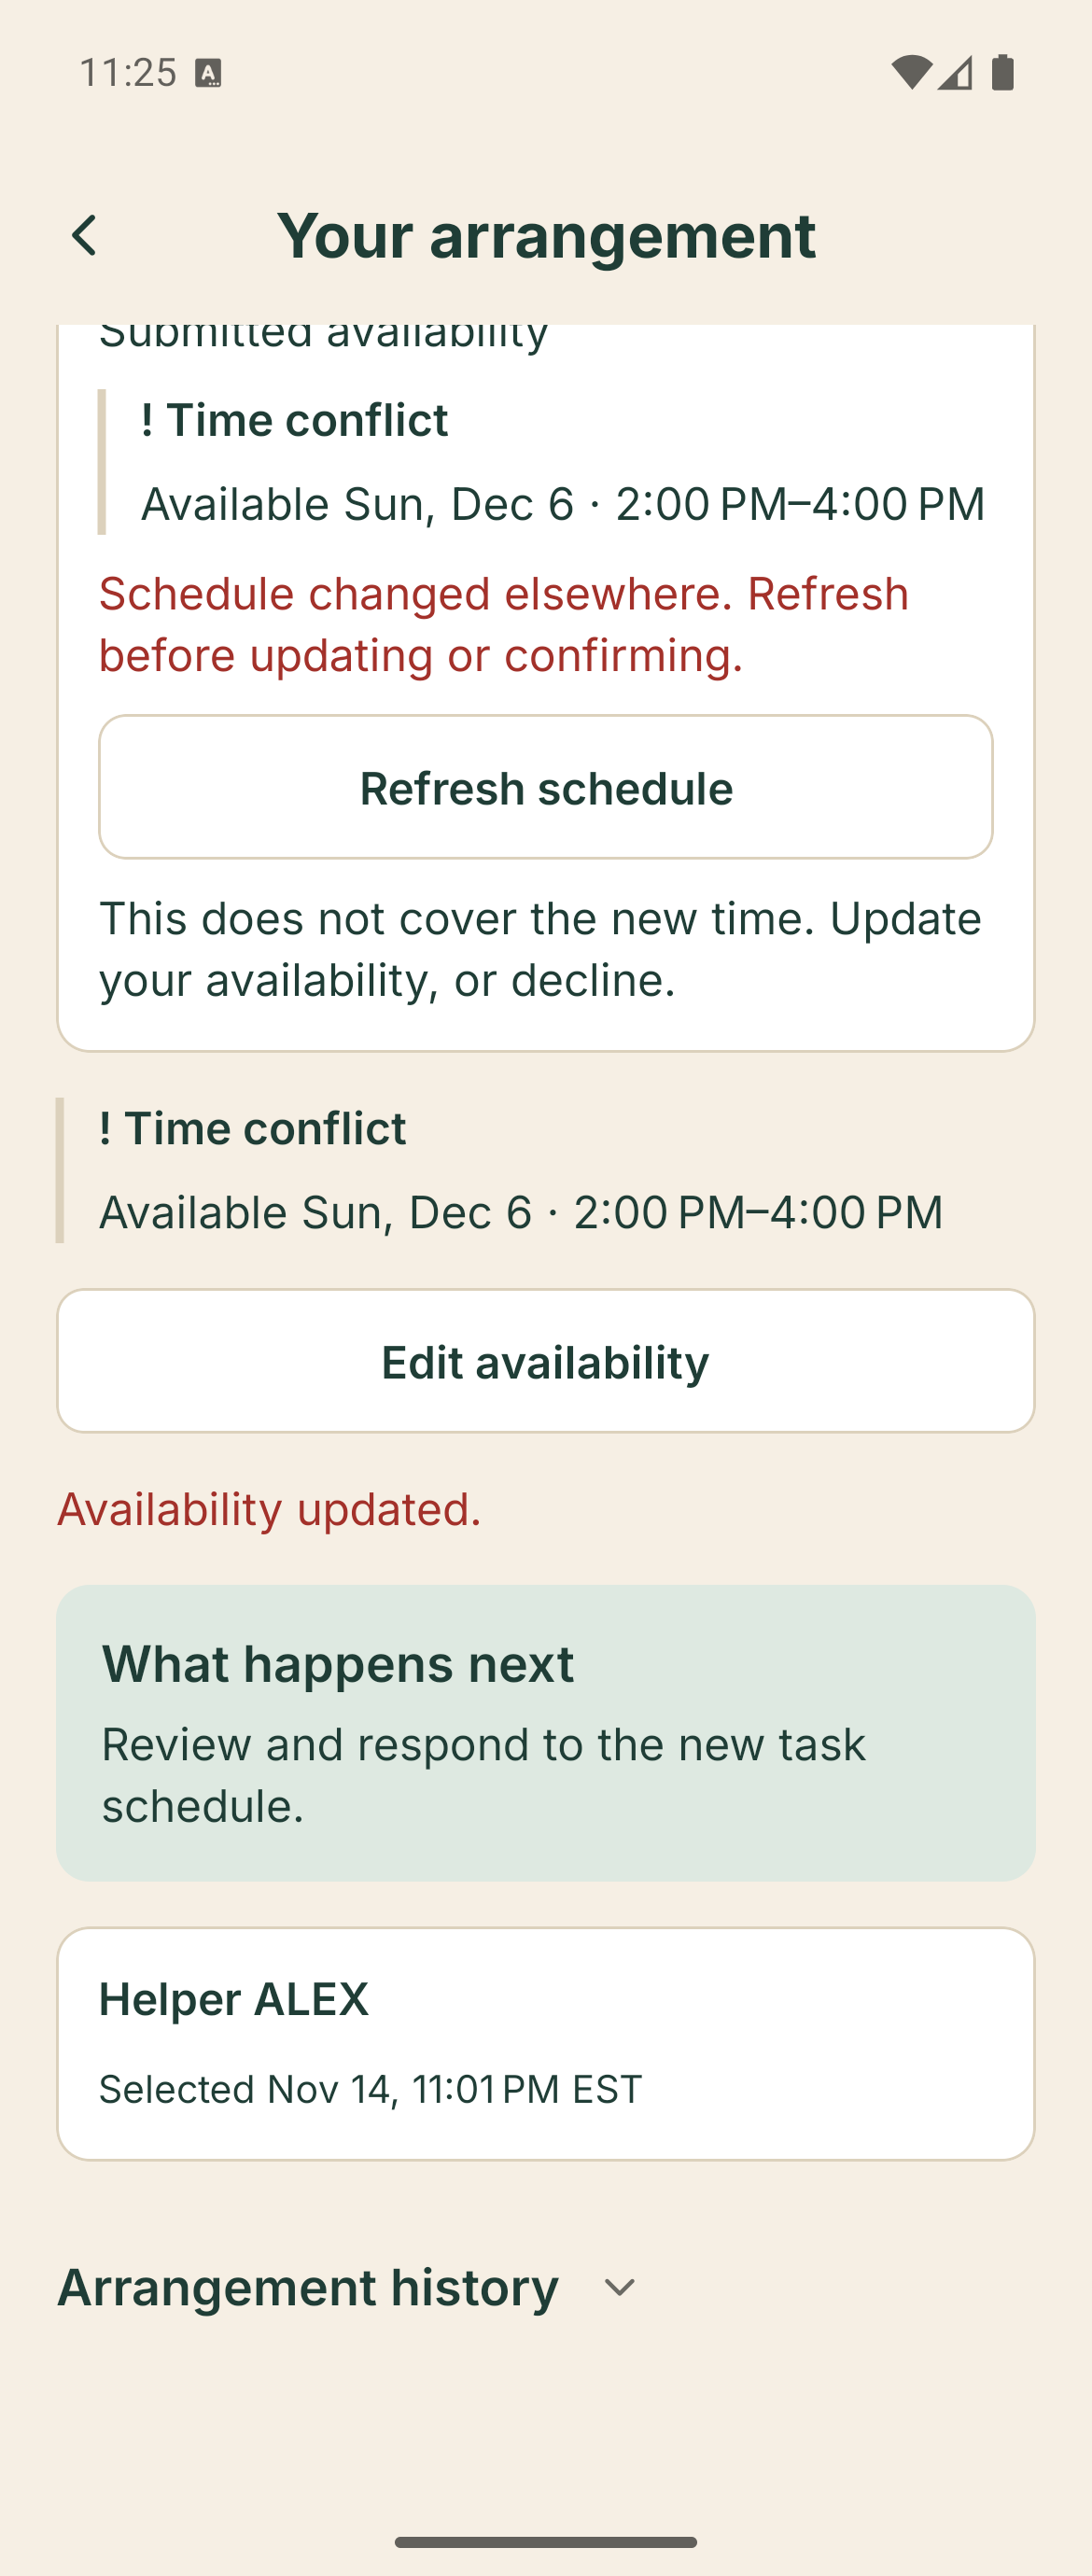 11:25
Your arrangement
Submitted availability
! Time conflict
Available Sun, Dec 6 · 2:00 PM–4:00 PM
Schedule changed elsewhere. Refresh
before updating or confirming.
Refresh schedule
This does not cover the new time. Update
your availability, or decline.
! Time conflict
Available Sun, Dec 6 · 2:00 PM–4:00 PM
Edit availability
Availability updated.
What happens next
Review and respond to the new task
schedule.
Helper ALEX
Selected Nov 14, 11:01 PM EST
Arrangement history